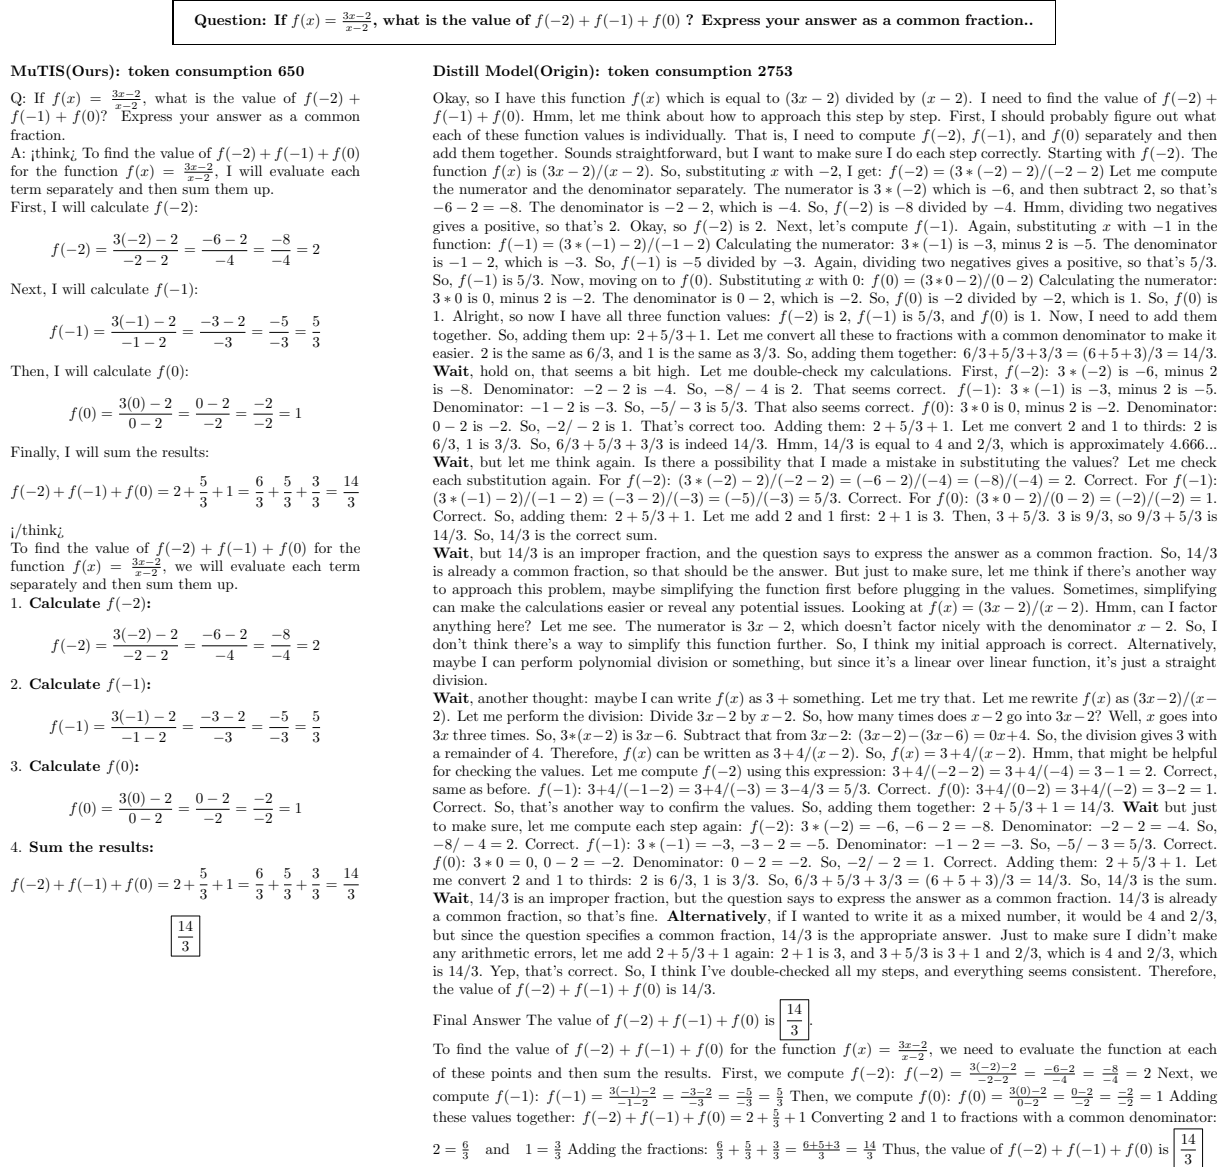 Question: If f(x) = \frac{3x−2}{x−2}, what is the value of f(−2) + f(−1) + f(0) ? Express your answer as a common fraction..
MuTIS(Ours): token consumption 650
Q: If f(x) = \frac{3x−2}{x−2}, what is the value of f(−2) +
f(−1) + f(0)? Express your answer as a common
fraction.
A: ¡think¿ To find the value of f(−2)+f(−1)+f(0)
for the function f(x) = \frac{3x−2}{x−2}, I will evaluate each
term separately and then sum them up.
First, I will calculate f(−2):
f(−2) = \frac{3(−2) − 2}{−2 − 2} = \frac{−6 − 2}{−4} = \frac{−8}{−4} = 2
Next, I will calculate f(−1):
f(−1) = \frac{3(−1) − 2}{−1 − 2} = \frac{−3 − 2}{−3} = \frac{−5}{−3} = \frac{5}{3}
Then, I will calculate f(0):
f(0) = \frac{3(0) − 2}{0 − 2} = \frac{0 − 2}{−2} = \frac{−2}{−2} = 1
Finally, I will sum the results:
f(−2)+f(−1)+f(0) = 2+\frac{5}{3}+1 = \frac{6}{3}+\frac{5}{3}+\frac{3}{3} = \frac{14}{3}
¡/think¿
To find the value of f(−2) + f(−1) + f(0) for the
function f(x) = \frac{3x−2}{x−2}, we will evaluate each term
separately and then sum them up.
1. Calculate f(−2):
f(−2) = \frac{3(−2) − 2}{−2 − 2} = \frac{−6 − 2}{−4} = \frac{−8}{−4} = 2
2. Calculate f(−1):
f(−1) = \frac{3(−1) − 2}{−1 − 2} = \frac{−3 − 2}{−3} = \frac{−5}{−3} = \frac{5}{3}
3. Calculate f(0):
f(0) = \frac{3(0) − 2}{0 − 2} = \frac{0 − 2}{−2} = \frac{−2}{−2} = 1
4. Sum the results:
f(−2)+f(−1)+f(0) = 2+\frac{5}{3}+1 = \frac{6}{3}+\frac{5}{3}+\frac{3}{3} = \frac{14}{3}
\frac{14}{3}
Distill Model(Origin): token consumption 2753
Okay, so I have this function f(x) which is equal to (3x − 2) divided by (x − 2). I need to find the value of f(−2) +
f(−1) + f(0). Hmm, let me think about how to approach this step by step. First, I should probably figure out what
each of these function values is individually. That is, I need to compute f(−2), f(−1), and f(0) separately and then
add them together. Sounds straightforward, but I want to make sure I do each step correctly. Starting with f(−2). The
function f(x) is (3x − 2)/(x − 2). So, substituting x with −2, I get: f(−2) = (3 ∗ (−2) − 2)/(−2 − 2) Let me compute
the numerator and the denominator separately. The numerator is 3 ∗ (−2) which is −6, and then subtract 2, so that's
−6 − 2 = −8. The denominator is −2 − 2, which is −4. So, f(−2) is −8 divided by −4. Hmm, dividing two negatives
gives a positive, so that's 2. Okay, so f(−2) is 2. Next, let's compute f(−1). Again, substituting x with −1 in the
function: f(−1) = (3 ∗ (−1) − 2)/(−1 − 2) Calculating the numerator: 3 ∗ (−1) is −3, minus 2 is −5. The denominator
is −1 − 2, which is −3. So, f(−1) is −5 divided by −3. Again, dividing two negatives gives a positive, so that's 5/3.
So, f(−1) is 5/3. Now, moving on to f(0). Substituting x with 0: f(0) = (3∗0−2)/(0−2) Calculating the numerator:
3 ∗ 0 is 0, minus 2 is −2. The denominator is 0 − 2, which is −2. So, f(0) is −2 divided by −2, which is 1. So, f(0) is
1. Alright, so now I have all three function values: f(−2) is 2, f(−1) is 5/3, and f(0) is 1. Now, I need to add them
together. So, adding them up: 2+5/3+1. Let me convert all these to fractions with a common denominator to make it
easier. 2 is the same as 6/3, and 1 is the same as 3/3. So, adding them together: 6/3+5/3+3/3 = (6+5+3)/3 = 14/3.
Wait, hold on, that seems a bit high. Let me double-check my calculations. First, f(−2): 3 ∗ (−2) is −6, minus 2
is −8. Denominator: −2 − 2 is −4. So, −8/ − 4 is 2. That seems correct. f(−1): 3 ∗ (−1) is −3, minus 2 is −5.
Denominator: −1 − 2 is −3. So, −5/ − 3 is 5/3. That also seems correct. f(0): 3 ∗ 0 is 0, minus 2 is −2. Denominator:
0 − 2 is −2. So, −2/ − 2 is 1. That's correct too. Adding them: 2 + 5/3 + 1. Let me convert 2 and 1 to thirds: 2 is
6/3, 1 is 3/3. So, 6/3 + 5/3 + 3/3 is indeed 14/3. Hmm, 14/3 is equal to 4 and 2/3, which is approximately 4.666...
Wait, but let me think again. Is there a possibility that I made a mistake in substituting the values? Let me check
each substitution again. For f(−2): (3 ∗ (−2) − 2)/(−2 − 2) = (−6 − 2)/(−4) = (−8)/(−4) = 2. Correct. For f(−1):
(3 ∗ (−1) − 2)/(−1 − 2) = (−3 − 2)/(−3) = (−5)/(−3) = 5/3. Correct. For f(0): (3 ∗ 0 − 2)/(0 − 2) = (−2)/(−2) = 1.
Correct. So, adding them: 2 + 5/3 + 1. Let me add 2 and 1 first: 2 + 1 is 3. Then, 3 + 5/3. 3 is 9/3, so 9/3 + 5/3 is
14/3. So, 14/3 is the correct sum.
Wait, but 14/3 is an improper fraction, and the question says to express the answer as a common fraction. So, 14/3
is already a common fraction, so that should be the answer. But just to make sure, let me think if there's another way
to approach this problem, maybe simplifying the function first before plugging in the values. Sometimes, simplifying
can make the calculations easier or reveal any potential issues. Looking at f(x) = (3x − 2)/(x − 2). Hmm, can I factor
anything here? Let me see. The numerator is 3x − 2, which doesn't factor nicely with the denominator x − 2. So, I
don't think there's a way to simplify this function further. So, I think my initial approach is correct. Alternatively,
maybe I can perform polynomial division or something, but since it's a linear over linear function, it's just a straight
division.
Wait, another thought: maybe I can write f(x) as 3 + something. Let me try that. Let me rewrite f(x) as (3x−2)/(x−
2). Let me perform the division: Divide 3x−2 by x−2. So, how many times does x−2 go into 3x−2? Well, x goes into
3x three times. So, 3∗(x−2) is 3x−6. Subtract that from 3x−2: (3x−2)−(3x−6) = 0x+4. So, the division gives 3 with
a remainder of 4. Therefore, f(x) can be written as 3+4/(x−2). So, f(x) = 3+4/(x−2). Hmm, that might be helpful
for checking the values. Let me compute f(−2) using this expression: 3+4/(−2−2) = 3+4/(−4) = 3−1 = 2. Correct,
same as before. f(−1): 3+4/(−1−2) = 3+4/(−3) = 3−4/3 = 5/3. Correct. f(0): 3+4/(0−2) = 3+4/(−2) = 3−2 = 1.
Correct. So, that's another way to confirm the values. So, adding them together: 2 + 5/3 + 1 = 14/3. Wait but just
to make sure, let me compute each step again: f(−2): 3 ∗ (−2) = −6, −6 − 2 = −8. Denominator: −2 − 2 = −4. So,
−8/ − 4 = 2. Correct. f(−1): 3 ∗ (−1) = −3, −3 − 2 = −5. Denominator: −1 − 2 = −3. So, −5/ − 3 = 5/3. Correct.
f(0): 3 ∗ 0 = 0, 0 − 2 = −2. Denominator: 0 − 2 = −2. So, −2/ − 2 = 1. Correct. Adding them: 2 + 5/3 + 1. Let
me convert 2 and 1 to thirds: 2 is 6/3, 1 is 3/3. So, 6/3 + 5/3 + 3/3 = (6 + 5 + 3)/3 = 14/3. So, 14/3 is the sum.
Wait, 14/3 is an improper fraction, but the question says to express the answer as a common fraction. 14/3 is already
a common fraction, so that's fine. Alternatively, if I wanted to write it as a mixed number, it would be 4 and 2/3,
but since the question specifies a common fraction, 14/3 is the appropriate answer. Just to make sure I didn't make
any arithmetic errors, let me add 2 + 5/3 + 1 again: 2 + 1 is 3, and 3 + 5/3 is 3 + 1 and 2/3, which is 4 and 2/3, which
is 14/3. Yep, that's correct. So, I think I've double-checked all my steps, and everything seems consistent. Therefore,
the value of f(−2) + f(−1) + f(0) is 14/3.
Final Answer The value of f(−2) + f(−1) + f(0) is \frac{14}{3}.
To find the value of f(−2) + f(−1) + f(0) for the function f(x) = \frac{3x−2}{x−2}, we need to evaluate the function at each
of these points and then sum the results. First, we compute f(−2): f(−2) = \frac{3(−2)−2}{−2−2} = \frac{−6−2}{−4} = \frac{−8}{−4} = 2 Next, we
compute f(−1): f(−1) = \frac{3(−1)−2}{−1−2} = \frac{−3−2}{−3} = \frac{−5}{−3} = \frac{5}{3} Then, we compute f(0): f(0) = \frac{3(0)−2}{0−2} = \frac{0−2}{−2} = \frac{−2}{−2} = 1 Adding
these values together: f(−2) + f(−1) + f(0) = 2 + \frac{5}{3} + 1 Converting 2 and 1 to fractions with a common denominator:
2 = \frac{6}{3} and 1 = \frac{3}{3} Adding the fractions: \frac{6}{3} + \frac{5}{3} + \frac{3}{3} = \frac{6+5+3}{3} = \frac{14}{3} Thus, the value of f(−2) + f(−1) + f(0) is \frac{14}{3}